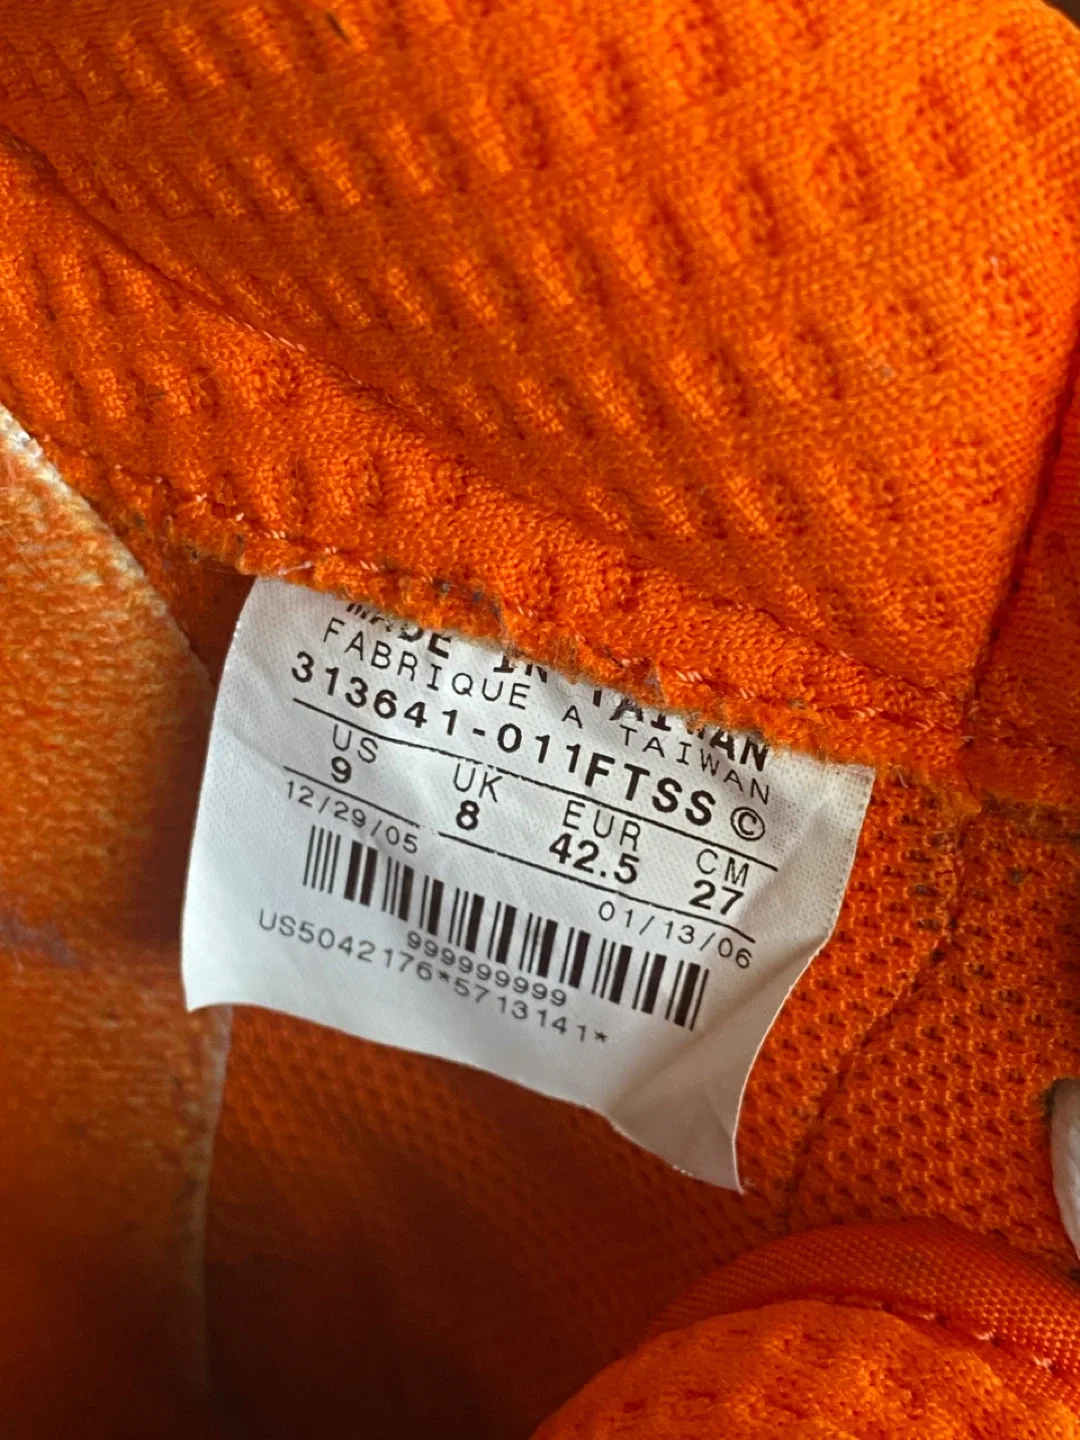 MADE IN TAIWAN
FABRIQUE A TAIWAN
313641-011FTSS ©
US UK EUR CM
9 8 42.5 27
12/29/05 01/13/06
999999999
US5042176*5713141*